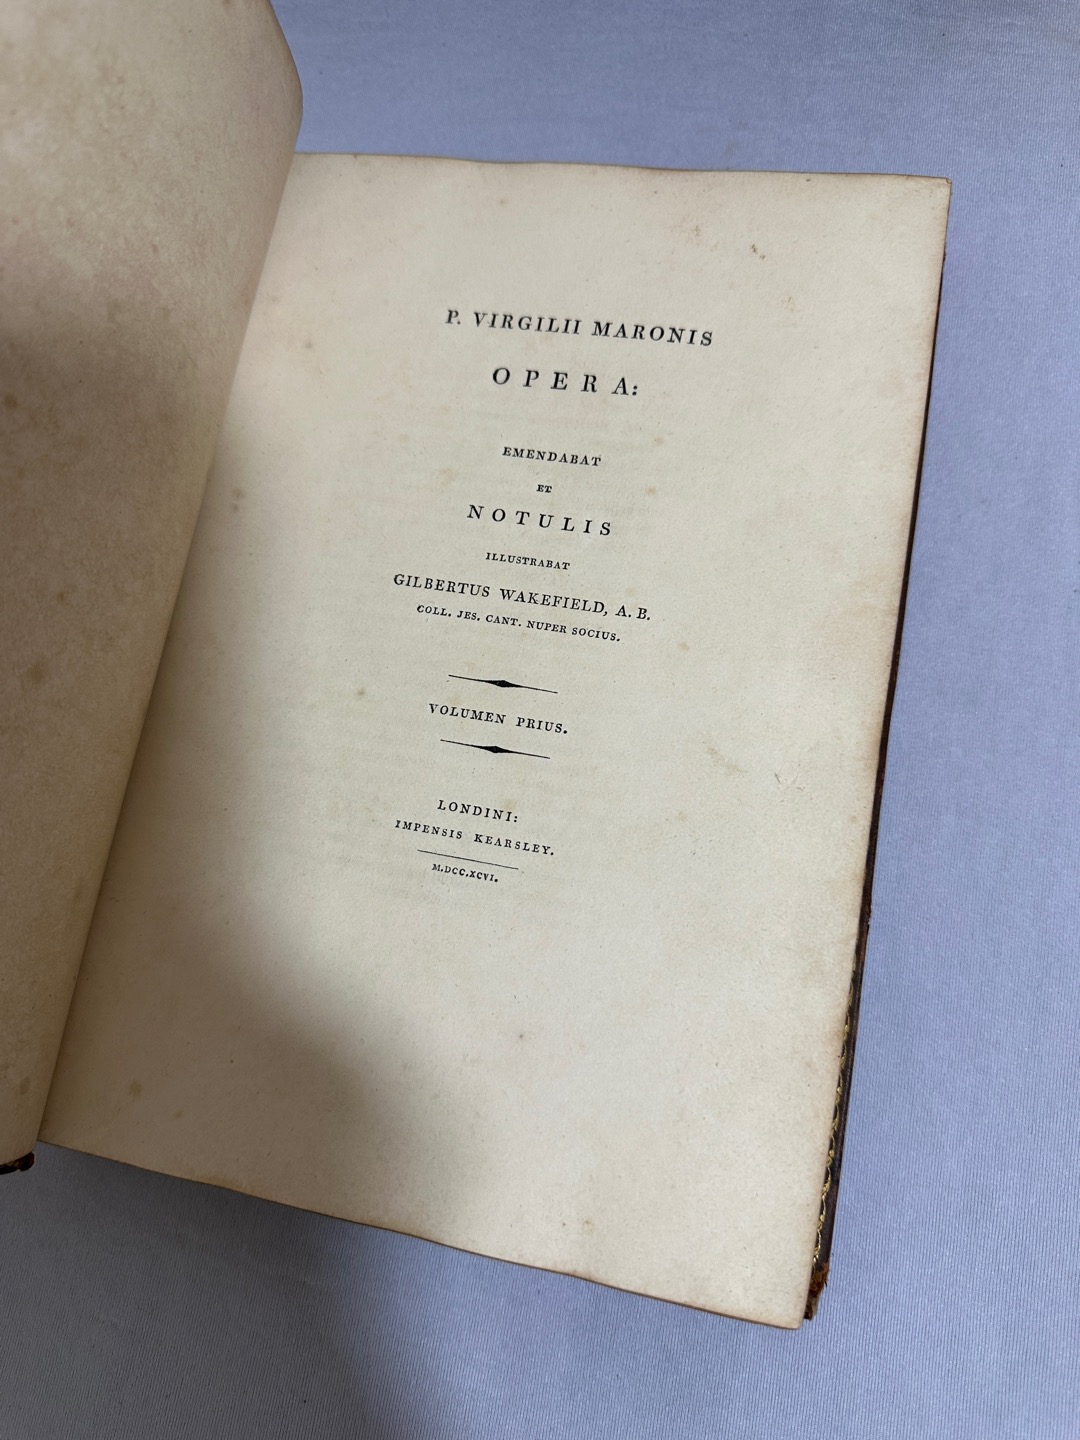 P. VIRGILII MARONIS
OPERA:
EMENDABAT
ET
NOTULIS
ILLUSTRABAT
GILBERTUS WAKEFIELD, A. B.
COLL. JES. CANT. NUPER SOCIUS.
VOLUMEN PRIUS.
LONDINI:
IMPENSIS KEARSLEY.
M.DCC.XCVI.